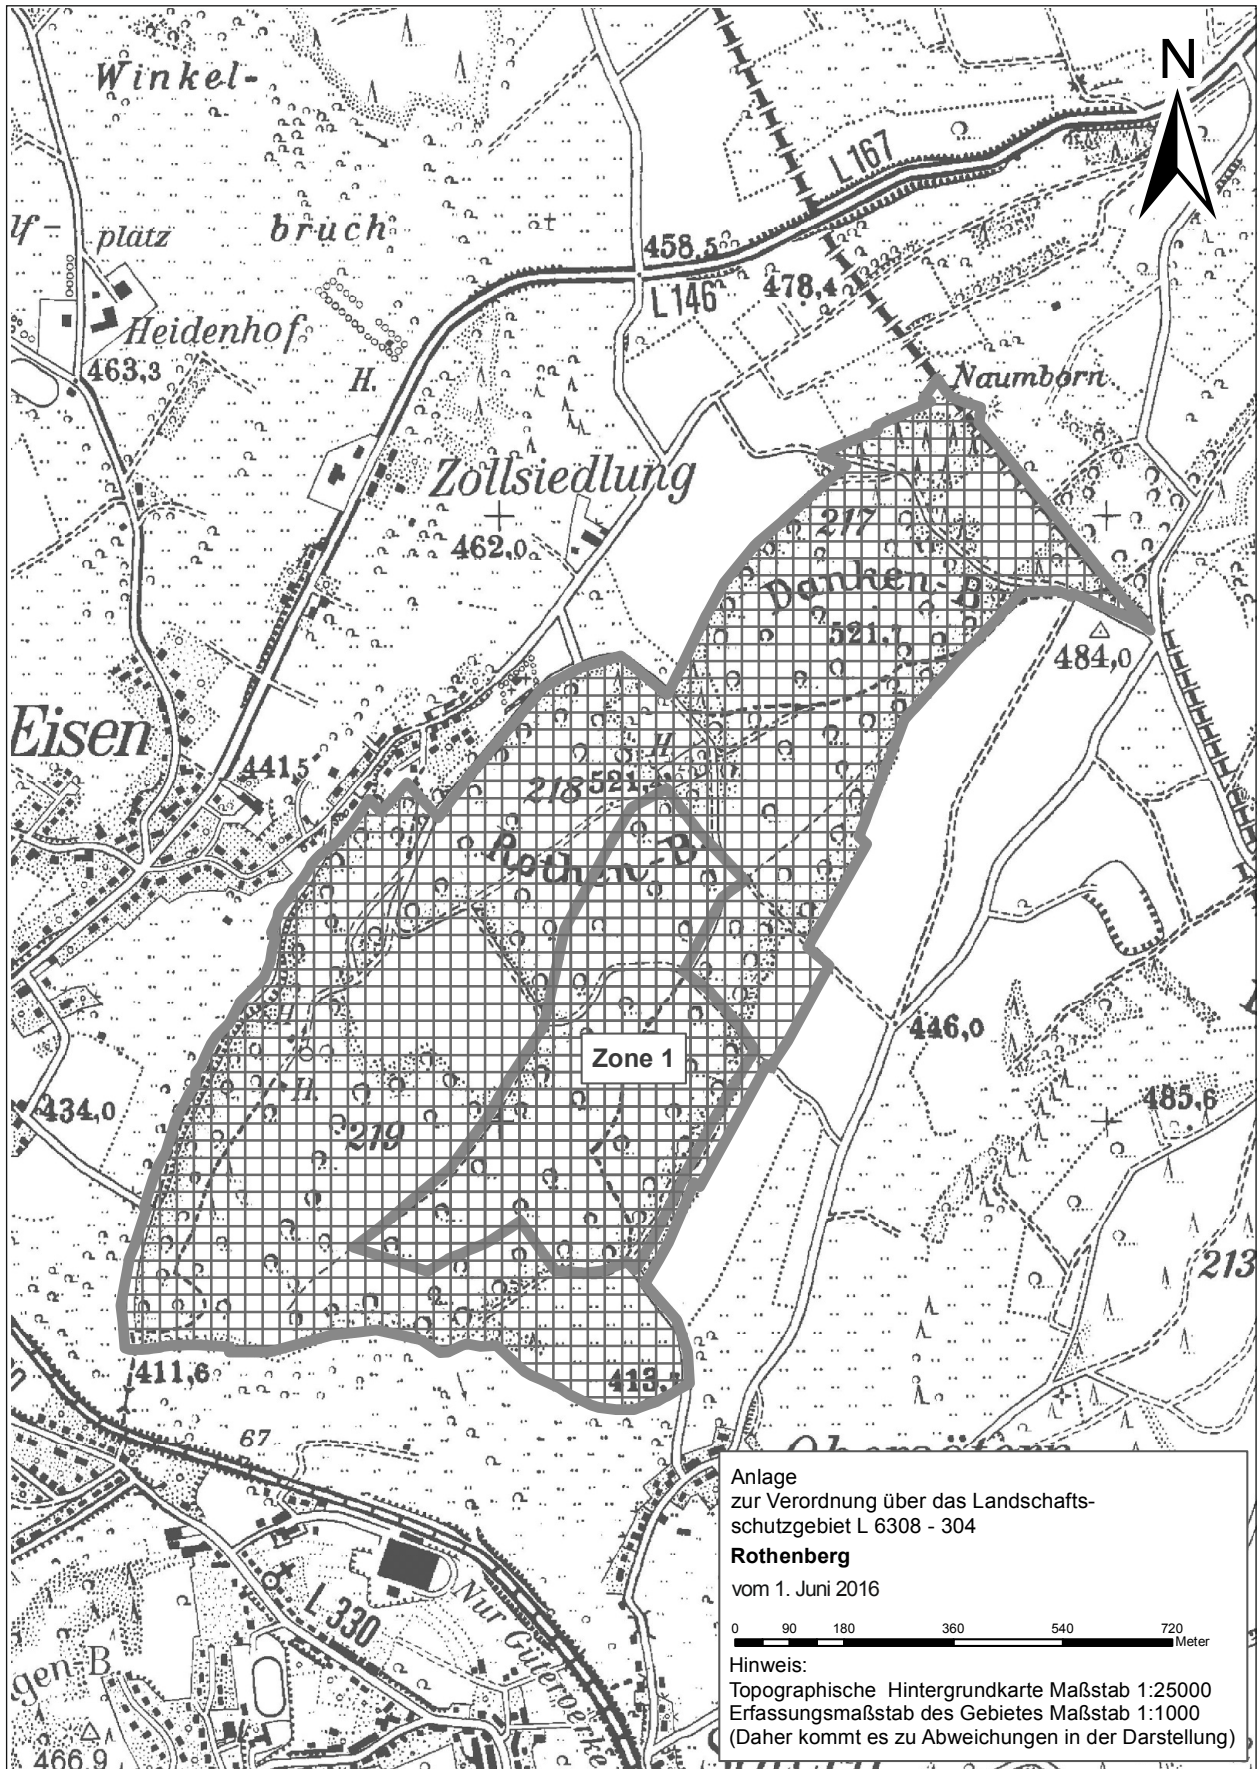 N
Winkel-
bruch
lf-
platz
Heidenhof
463,3
H.
L 167
458,5
L 146
478,4
Naumborn
Zollsiedlung
462,0
217
Danken-B
521.
484,0
Eisen
441,5
H
218
521,
Rothen-B
H
Zone 1
446,0
434,0
H.
219
485,6
213
411,6
413.
67
L 330
Nur Güterverke
gen-B
466,9
Obersötern
Anlage
zur Verordnung über das Landschafts-
schutzgebiet L 6308 - 304
Rothenberg
vom 1. Juni 2016
0 90 180 360 540 720
Meter
Hinweis:
Topographische Hintergrundkarte Maßstab 1:25000
Erfassungsmaßstab des Gebietes Maßstab 1:1000
(Daher kommt es zu Abweichungen in der Darstellung)